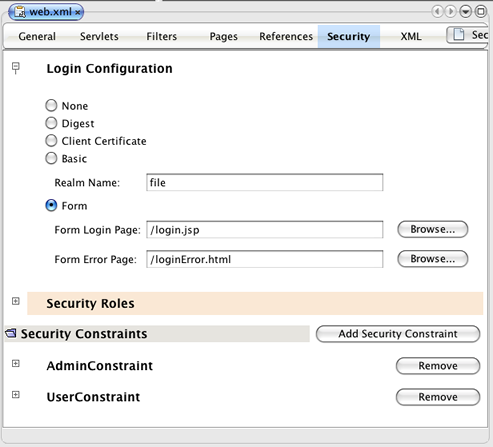 web.xml ×
General Servlets Filters Pages References Security XML Sec
Login Configuration
None
Digest
Client Certificate
Basic
Realm Name: file
Form
Form Login Page: /login.jsp Browse...
Form Error Page: /loginError.html Browse...
Security Roles
Security Constraints Add Security Constraint
AdminConstraint Remove
UserConstraint Remove